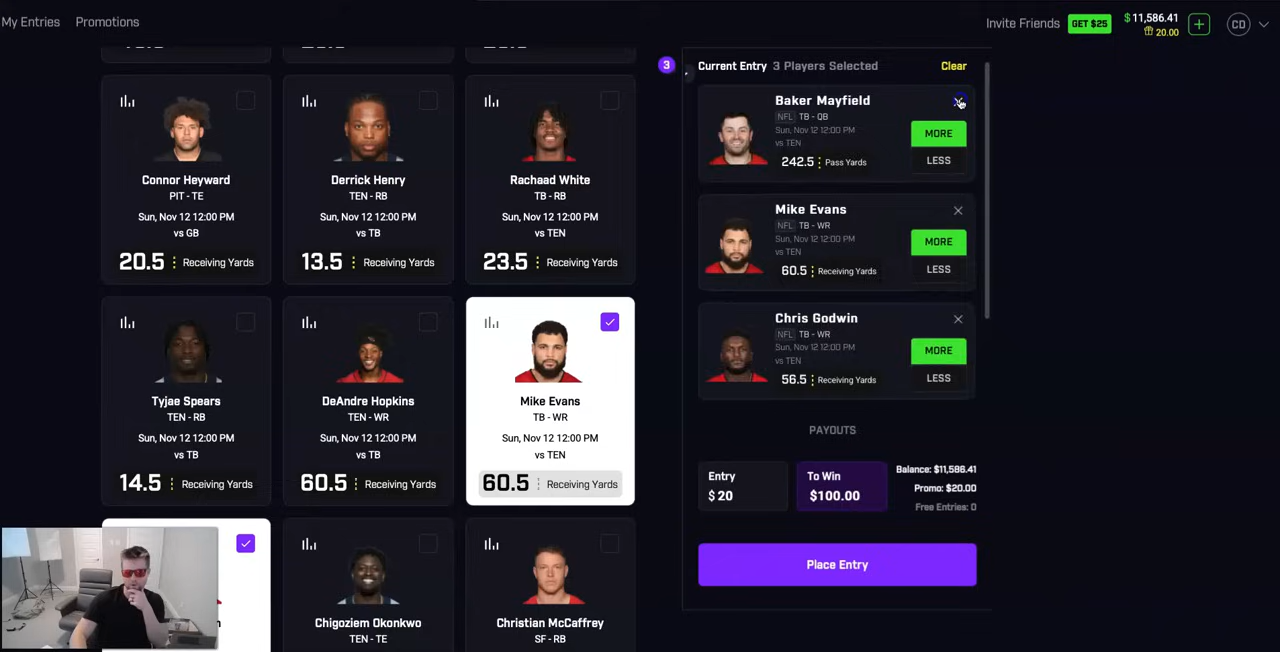 My Entries Promotions
Invite Friends GET $25 $ 11,586.41
20.00
CD
Connor Heyward
PIT - TE
Sun, Nov 12 12:00 PM
vs GB
20.5 Receiving Yards
Derrick Henry
TEN - RB
Sun, Nov 12 12:00 PM
vs TB
13.5 Receiving Yards
Rachaad White
TB - RB
Sun, Nov 12 12:00 PM
vs TEN
23.5 Receiving Yards
Tyjae Spears
TEN - RB
Sun, Nov 12 12:00 PM
vs TB
14.5 Receiving Yards
DeAndre Hopkins
TEN - WR
Sun, Nov 12 12:00 PM
vs TB
60.5 Receiving Yards
Mike Evans
TB - WR
Sun, Nov 12 12:00 PM
vs TEN
60.5 Receiving Yards
Chigoziem Okonkwo
TEN - TE
Christian McCaffrey
SF - RB
3
Current Entry 3 Players Selected Clear
Baker Mayfield
NFL TB - QB
Sun, Nov 12 12:00 PM
vs TEN
242.5 Pass Yards
MORE
LESS
Mike Evans
NFL TB - WR
Sun, Nov 12 12:00 PM
vs TEN
60.5 Receiving Yards
MORE
LESS
Chris Godwin
NFL TB - WR
Sun, Nov 12 12:00 PM
vs TEN
56.5 Receiving Yards
MORE
LESS
PAYOUTS
Entry
$ 20
To Win
$100.00
Balance: $11,586.41
Promo: $20.00
Free Entries: 0
Place Entry